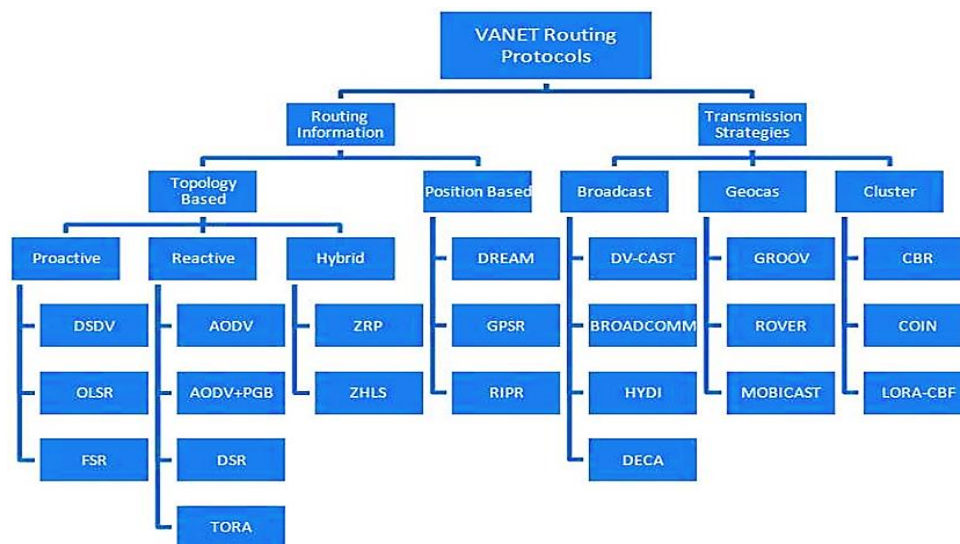 VANET Routing
Protocols
Routing
Information
Transmission
Strategies
Topology
Based
Position Based
Broadcast
Geocas
Cluster
Proactive
Reactive
Hybrid
DREAM
DV-CAST
GROOV
CBR
DSDV
AODV
ZRP
GPSR
BROADCOMM
ROVER
COIN
OLSR
AODV+PGB
ZHLS
RIPR
HYDI
MOBICAST
LORA-CBF
FSR
DSR
DECA
TORA